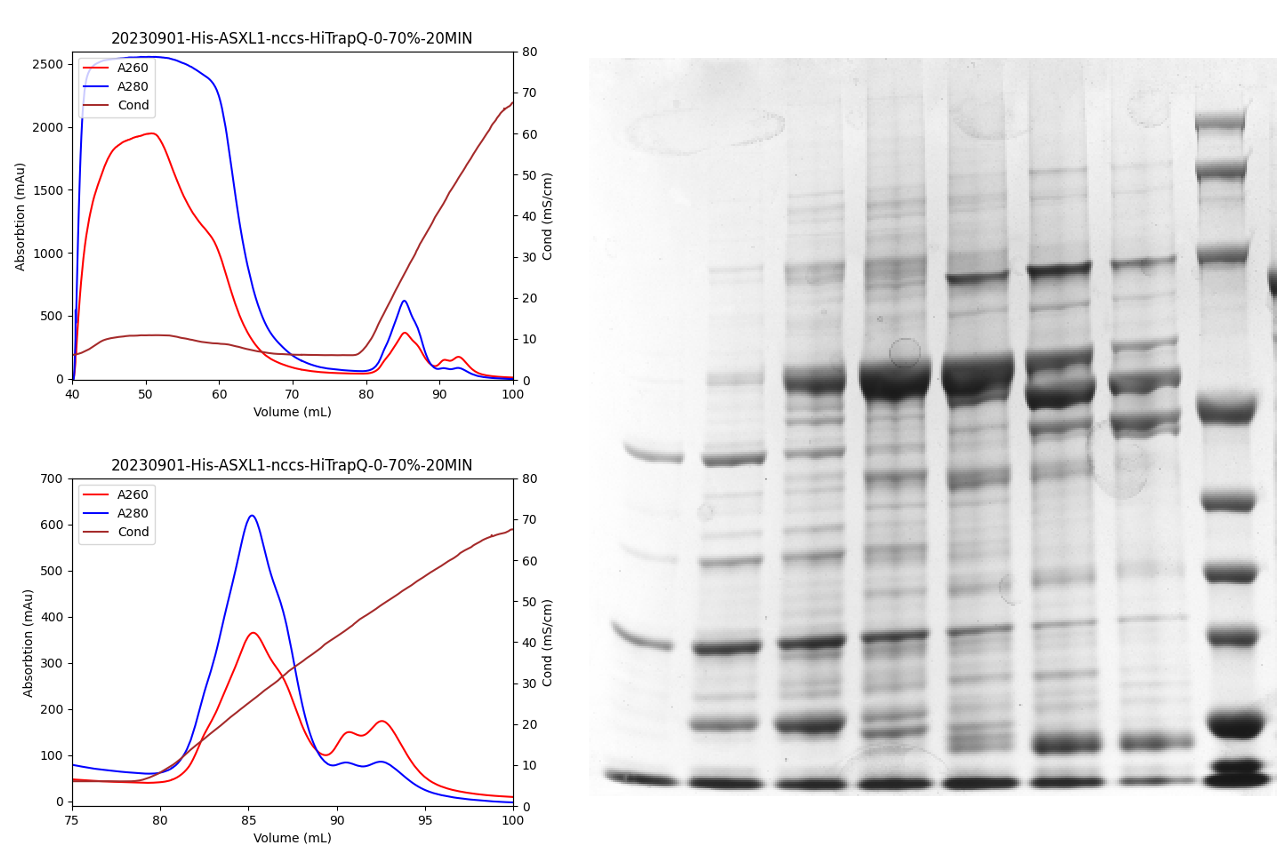 20230901-His-ASXL1-nccs-HiTrapQ-0-70%-20MIN
A260
A280
Cond
Absorbtion (mAu)
2500
2000
1500
1000
500
0
Cond (mS/cm)
80
70
60
50
40
30
20
10
0
40 50 60 70 80 90 100
Volume (mL)
20230901-His-ASXL1-nccs-HiTrapQ-0-70%-20MIN
A260
A280
Cond
Absorbtion (mAu)
700
600
500
400
300
200
100
0
Cond (mS/cm)
80
70
60
50
40
30
20
10
0
75 80 85 90 95 100
Volume (mL)